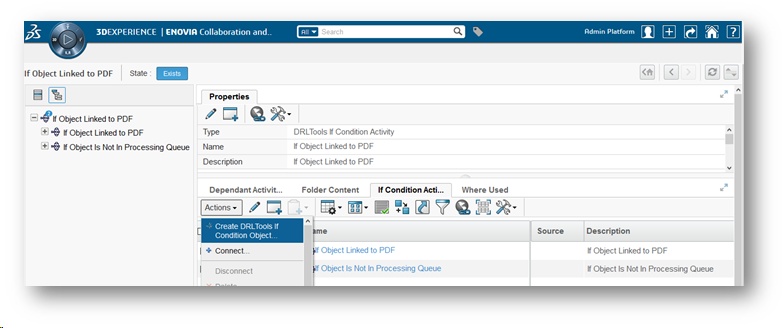 3DEXPERIENCE | ENOVIA Collaboration and.. All Search Admin Platform
If Object Linked to PDF State : Exists
If Object Linked to PDF
If Object Linked to PDF
If Object Is Not In Processing Queue
Properties
Type DRLTools If Condition Activity
Name If Object Linked to PDF
Description If Object Linked to PDF
Dependant Activit... Folder Content If Condition Acti... Where Used
Actions
Create DRLTools If
Condition Object...
Connect...
Disconnect
ame Source Description
If Object Linked to PDF If Object Linked to PDF
If Object Is Not In Processing Queue If Object Is Not In Processing Queue